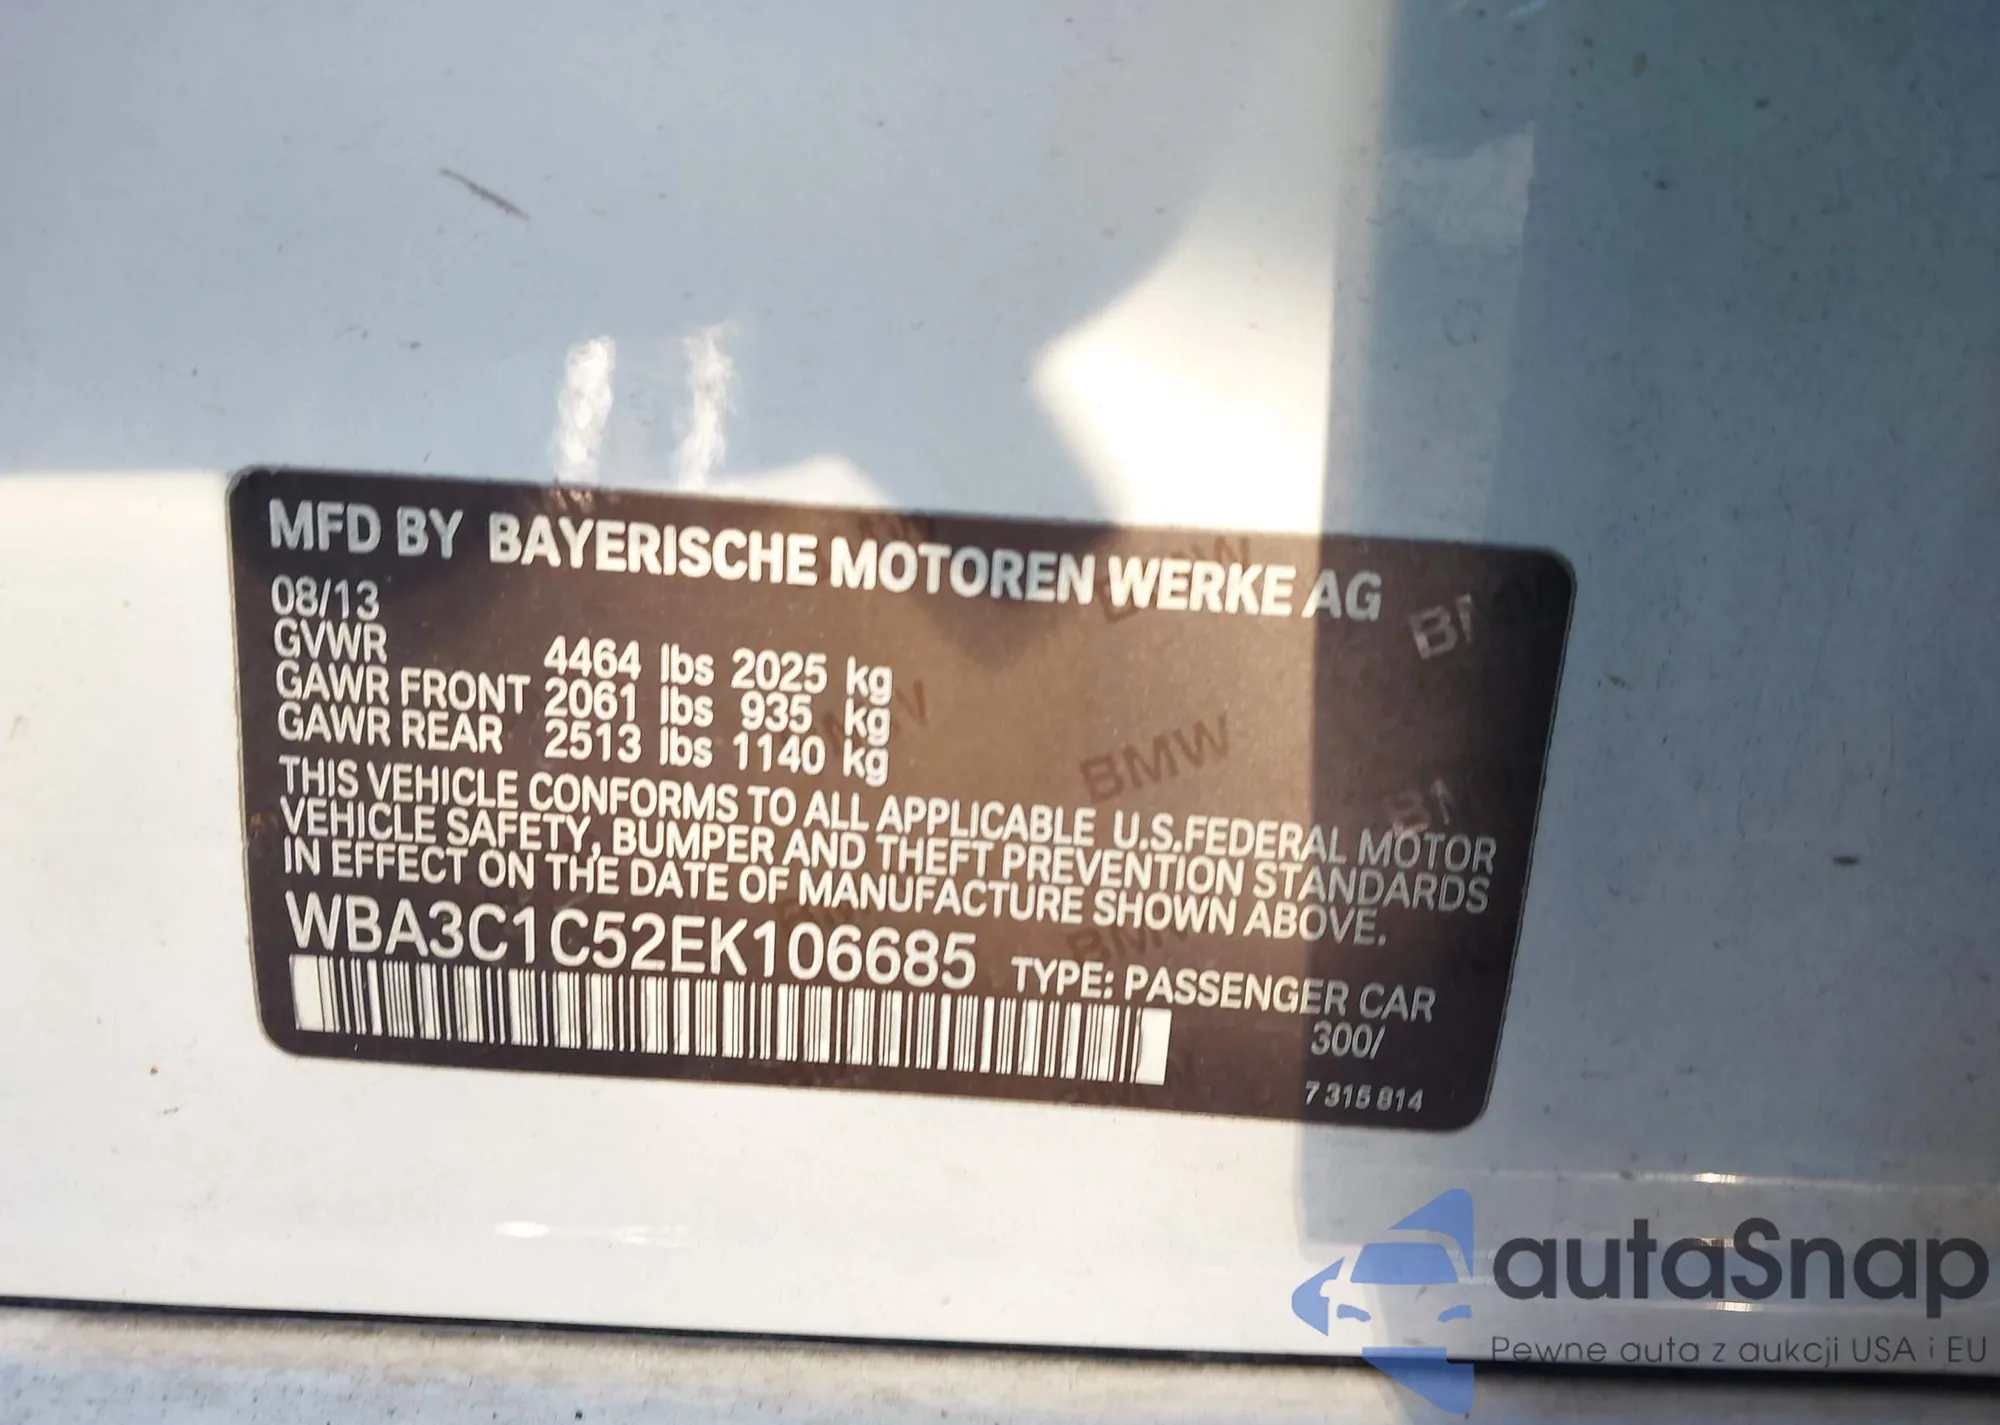 MFD BY BAYERISCHE MOTOREN WERKE AG
08/13
GVWR 4464 lbs 2025 kg
GAWR FRONT 2061 lbs 935 kg
GAWR REAR 2513 lbs 1140 kg
THIS VEHICLE CONFORMS TO ALL APPLICABLE U.S.FEDERAL MOTOR
VEHICLE SAFETY, BUMPER AND THEFT PREVENTION STANDARDS
IN EFFECT ON THE DATE OF MANUFACTURE SHOWN ABOVE.
WBA3C1C52EK106685 TYPE: PASSENGER CAR
300/
7 315 814
BMW
autaSnap
Pewne auta z aukcji USA i EU